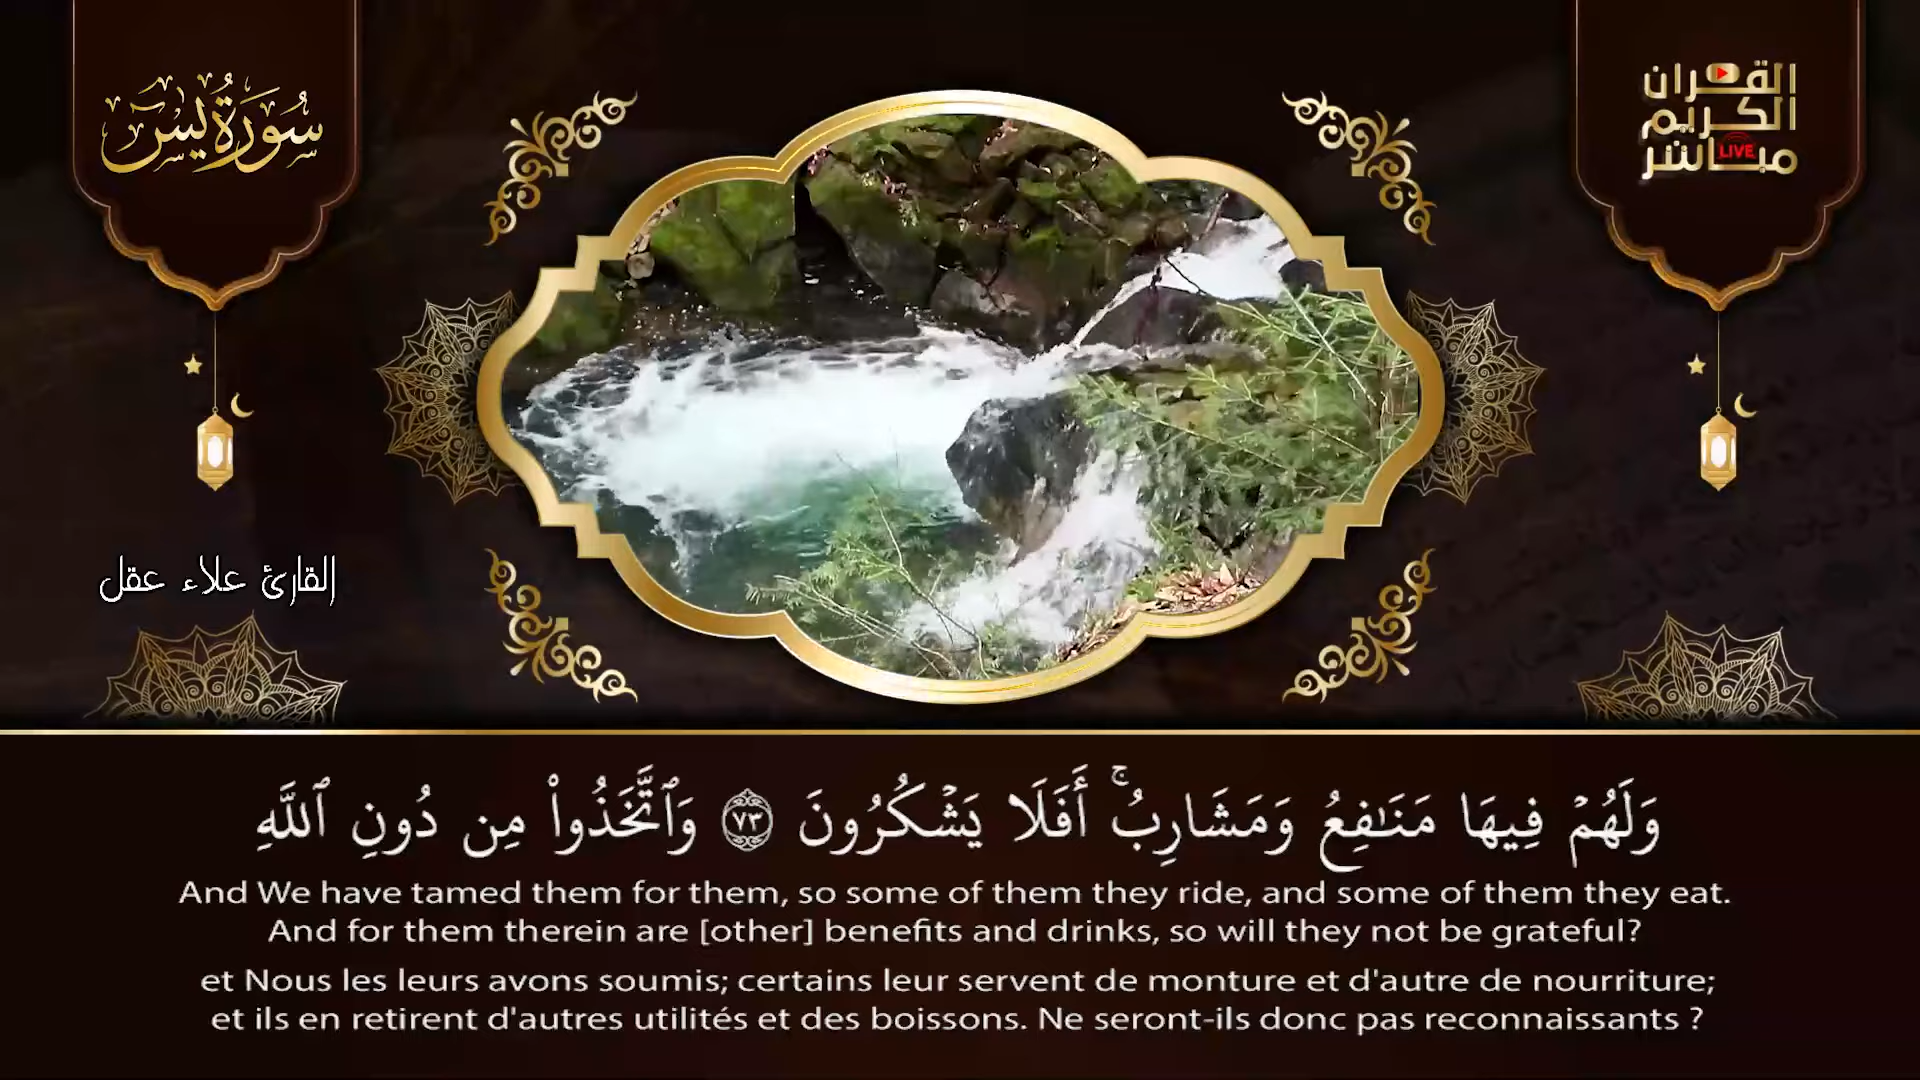 سُورَةُ يس
القرآن
الكريم
مباشر
LIVE
القارئ علاء عقل
وَلَهُمْ فِيهَا مَنَـٰفِعُ وَمَشَارِبُ ۚ أَفَلَا يَشْكُرُونَ ٧٣ وَٱتَّخَذُوا۟ مِن دُونِ ٱللَّهِ
And We have tamed them for them, so some of them they ride, and some of them they eat.
And for them therein are [other] benefits and drinks, so will they not be grateful?
et Nous les leurs avons soumis; certains leur servent de monture et d'autre de nourriture;
et ils en retirent d'autres utilités et des boissons. Ne seront-ils donc pas reconnaissants ?